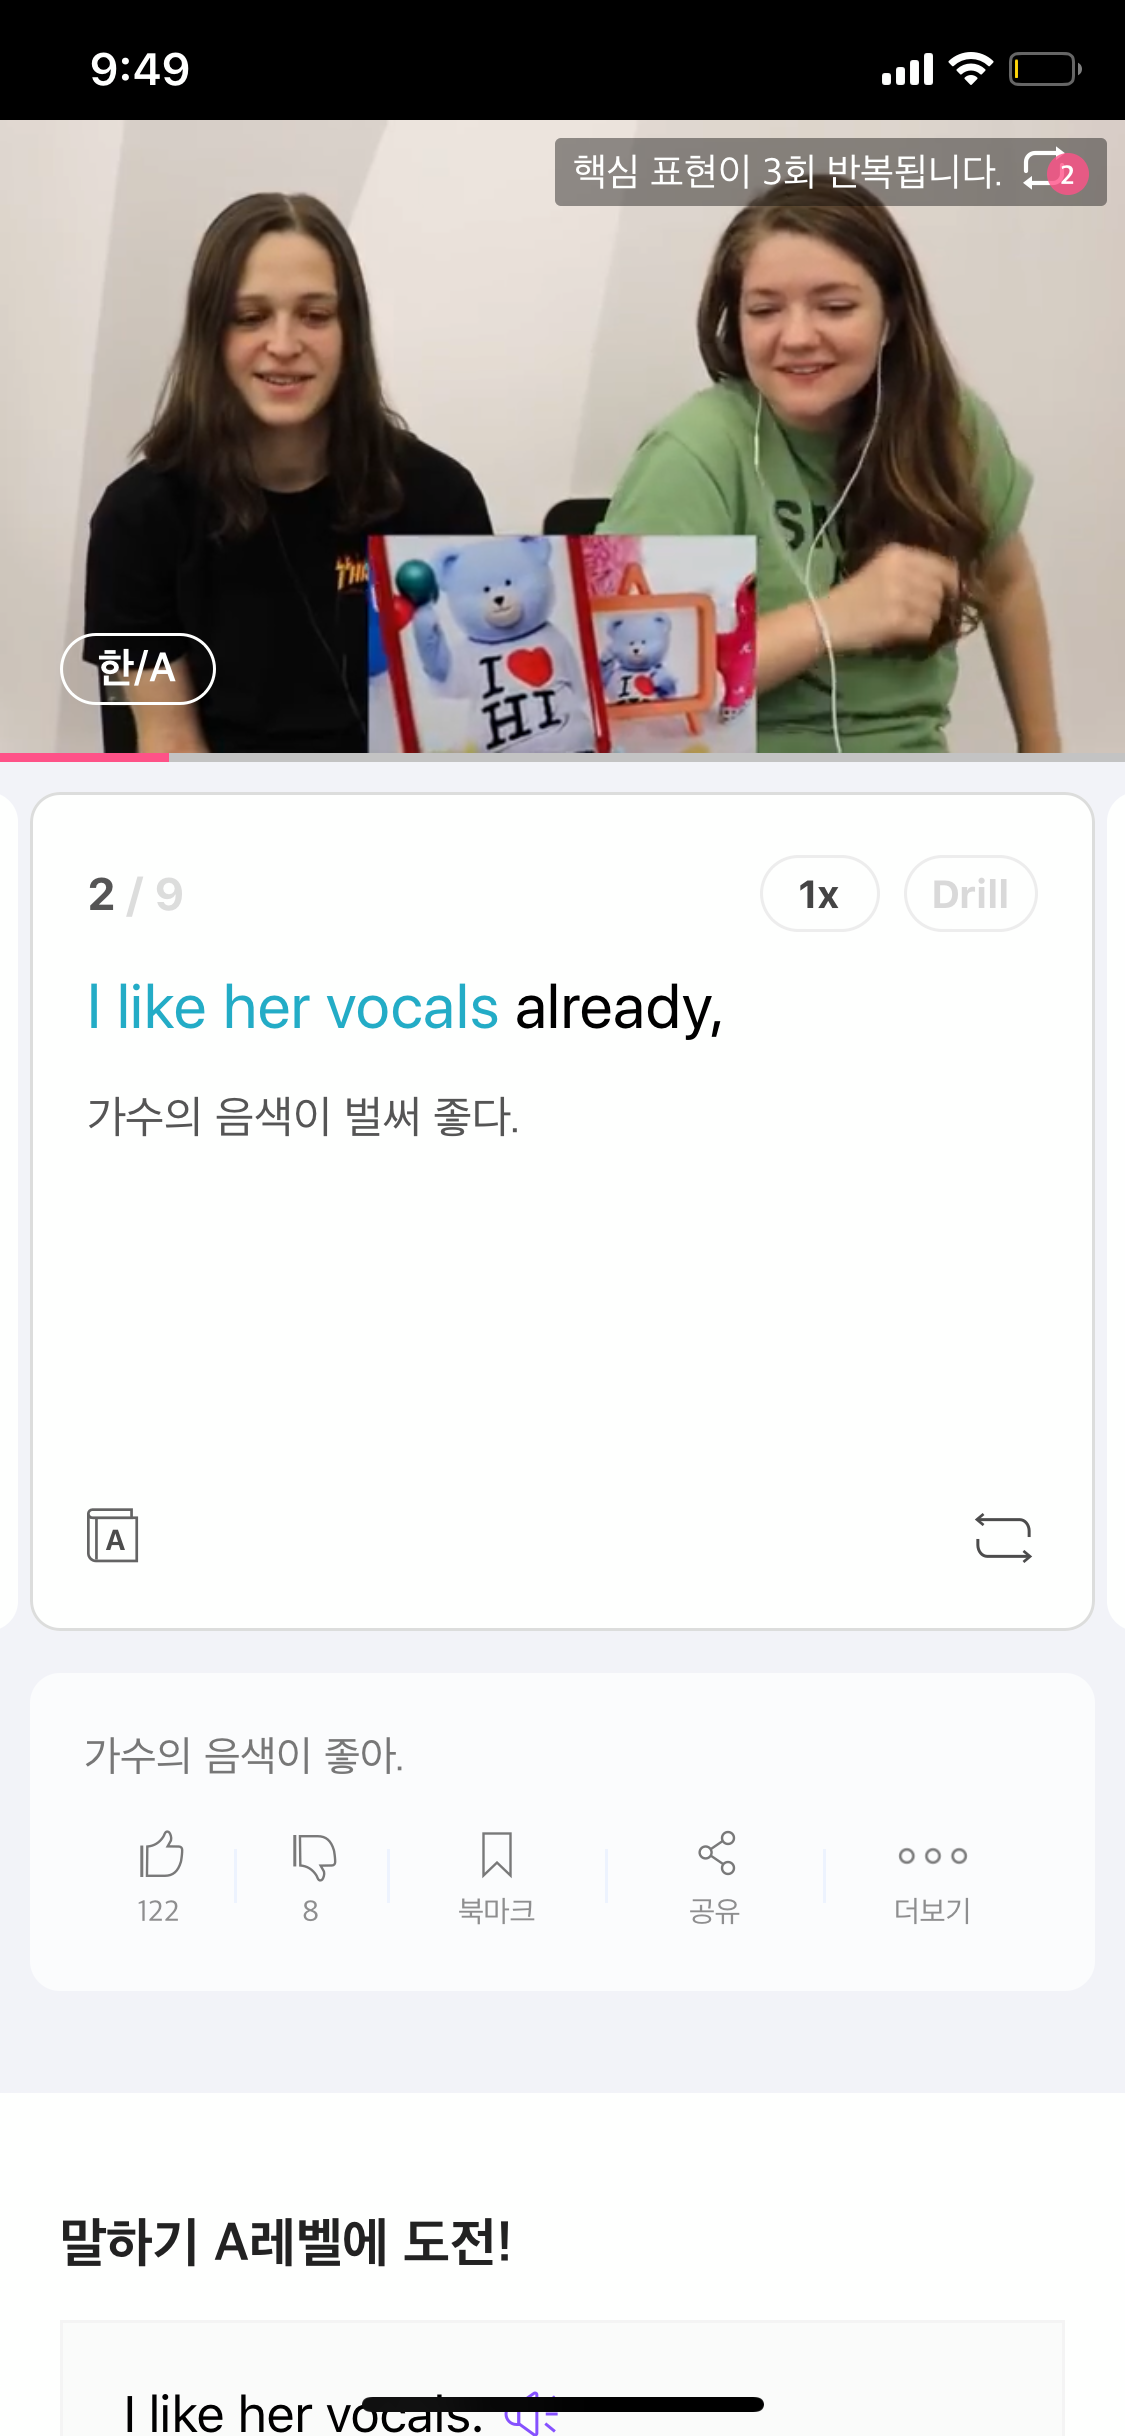 9:49
핵심 표현이 3회 반복됩니다. 2
I ❤ HI
한/A
2 / 9
1x
Drill
I like her vocals already,
가수의 음색이 벌써 좋다.
A
가수의 음색이 좋아.
122
8
북마크
공유
더보기
말하기 A레벨에 도전!
I like her vocals.